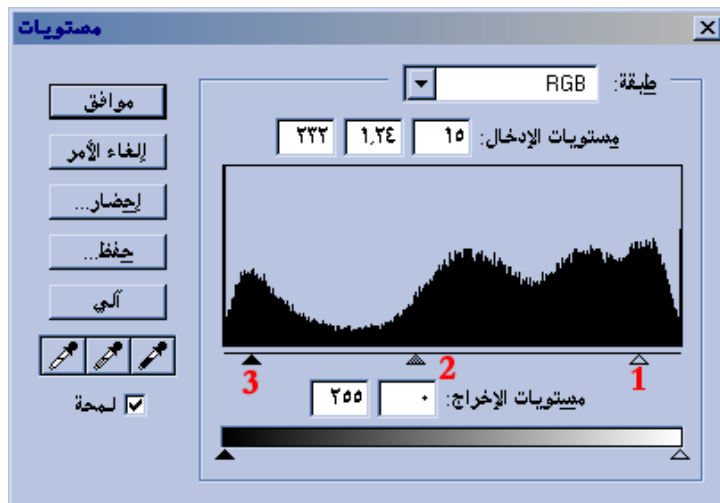 مستويات
طبقة: RGB
مستويات الإدخال: ١٥ ١,٢٤ ٢٣٢
3 2 1
مستويات الإخراج: ٠ ٢٥٥
موافق
إلغاء الأمر
إحضار...
حفظ...
آلي
لمحة